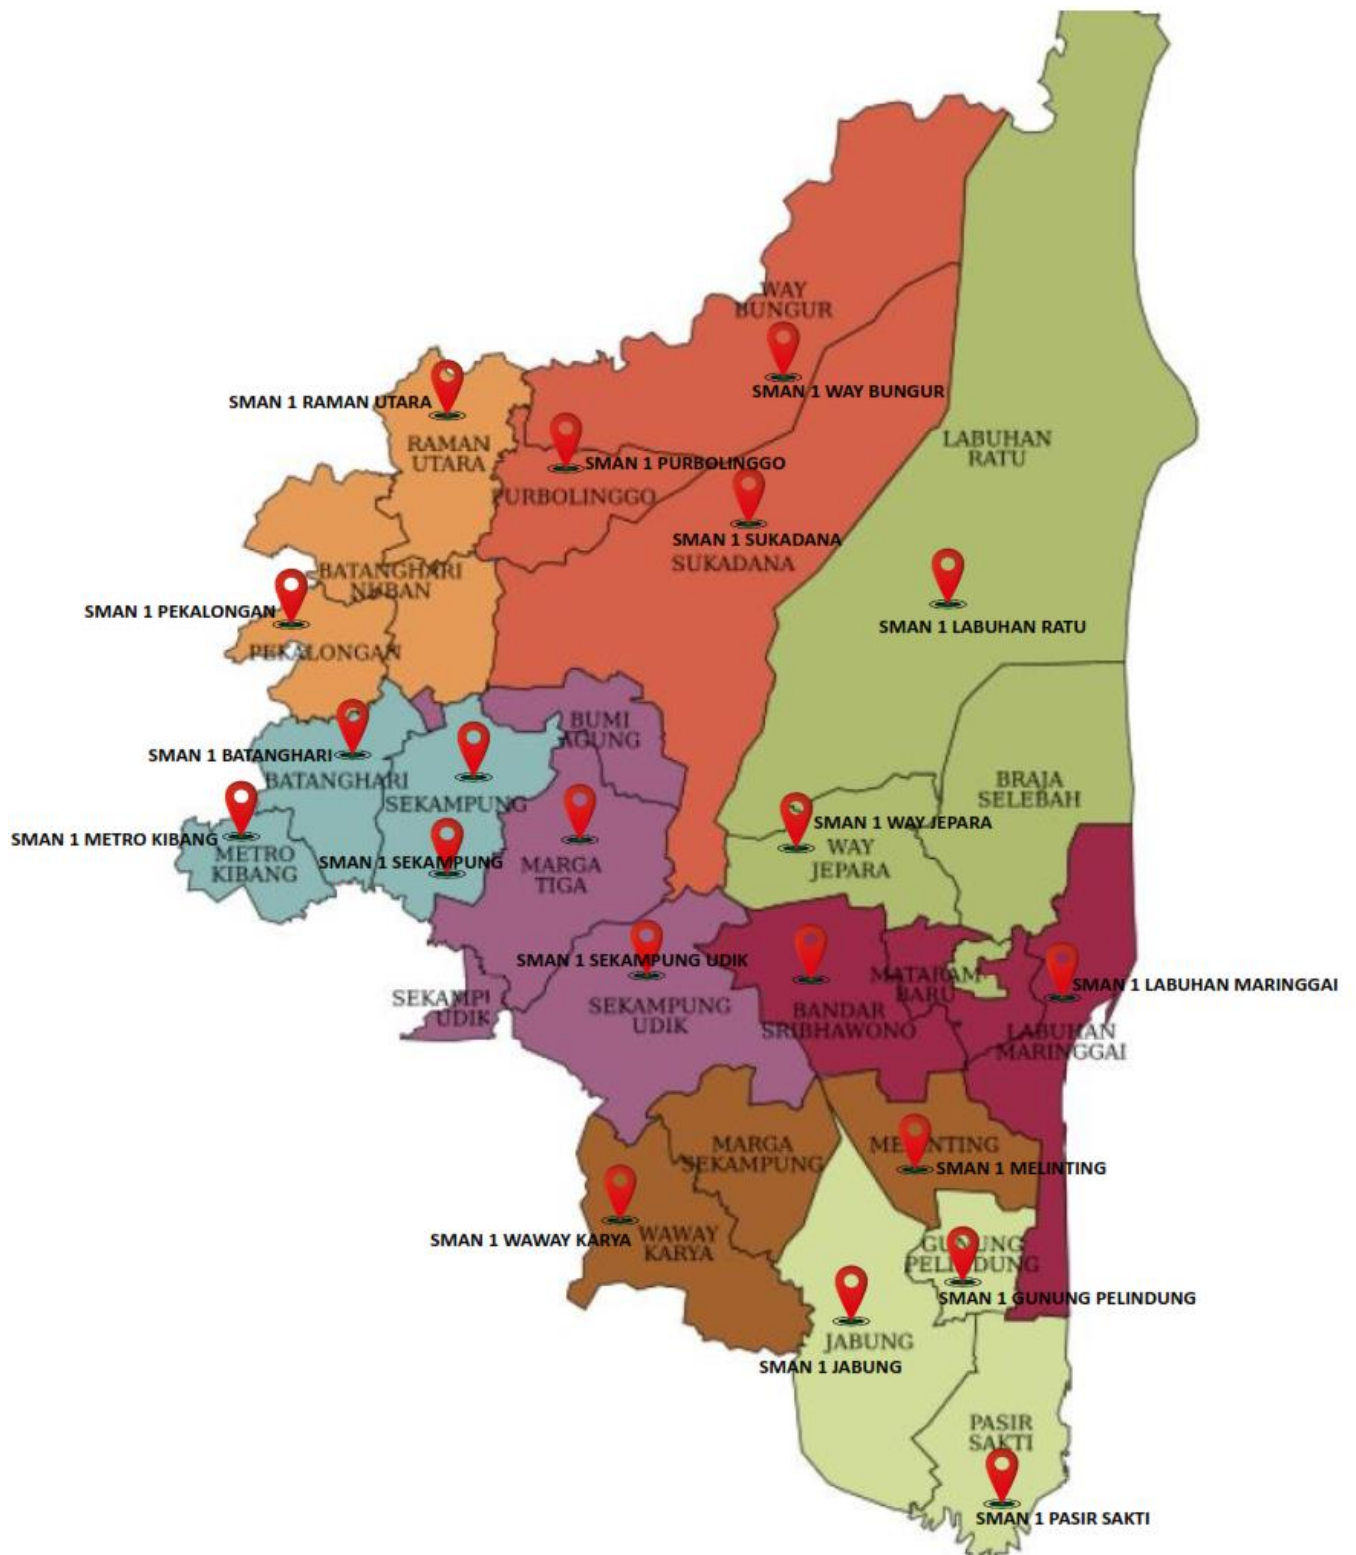 WAY
BUNGUR
SMAN 1 WAY BUNGUR
SMAN 1 RAMAN UTARA
RAMAN
UTARA
LABUHAN
RATU
SMAN 1 PURBOLINGGO
PURBOLINGGO
SMAN 1 SUKADANA
SUKADANA
BATANGHARI
NUBAN
SMAN 1 PEKALONGAN
SMAN 1 LABUHAN RATU
PEKALONGAN
BUMI
AGUNG
SMAN 1 BATANGHARI
BATANGHARI
SEKAMPUNG
BRAJA
SELEBAH
SMAN 1 METRO KIBANG
METRO
KIBANG
SMAN 1 SEKAMPUNG
MARGA
TIGA
SMAN 1 WAY JEPARA
WAY
JEPARA
SMAN 1 SEKAMPUNG UDIK
SEKAMPU
UDIK
SEKAMPUNG
UDIK
BANDAR
SRIBHAWONO
MATARAM
BARU
SMAN 1 LABUHAN MARINGGAI
LABUHAN
MARINGGAI
MARGA
SEKAMPUNG
MELINTING
SMAN 1 MELINTING
SMAN 1 WAWAY KARYA
WAWAY
KARYA
GUNUNG
PELINDUNG
SMAN 1 GUNUNG PELINDUNG
JABUNG
SMAN 1 JABUNG
PASIR
SAKTI
SMAN 1 PASIR SAKTI